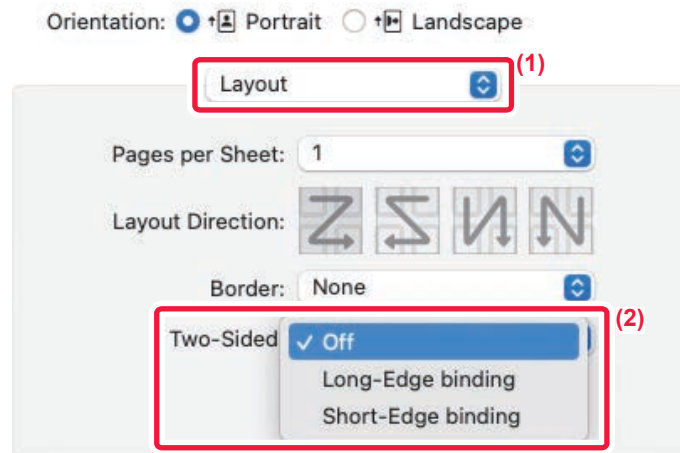 Orientation: Portrait Landscape
(1)
Layout
Pages per Sheet: 1
Layout Direction:
Border: None
(2)
Two-Sided ✓ Off
Long-Edge binding
Short-Edge binding